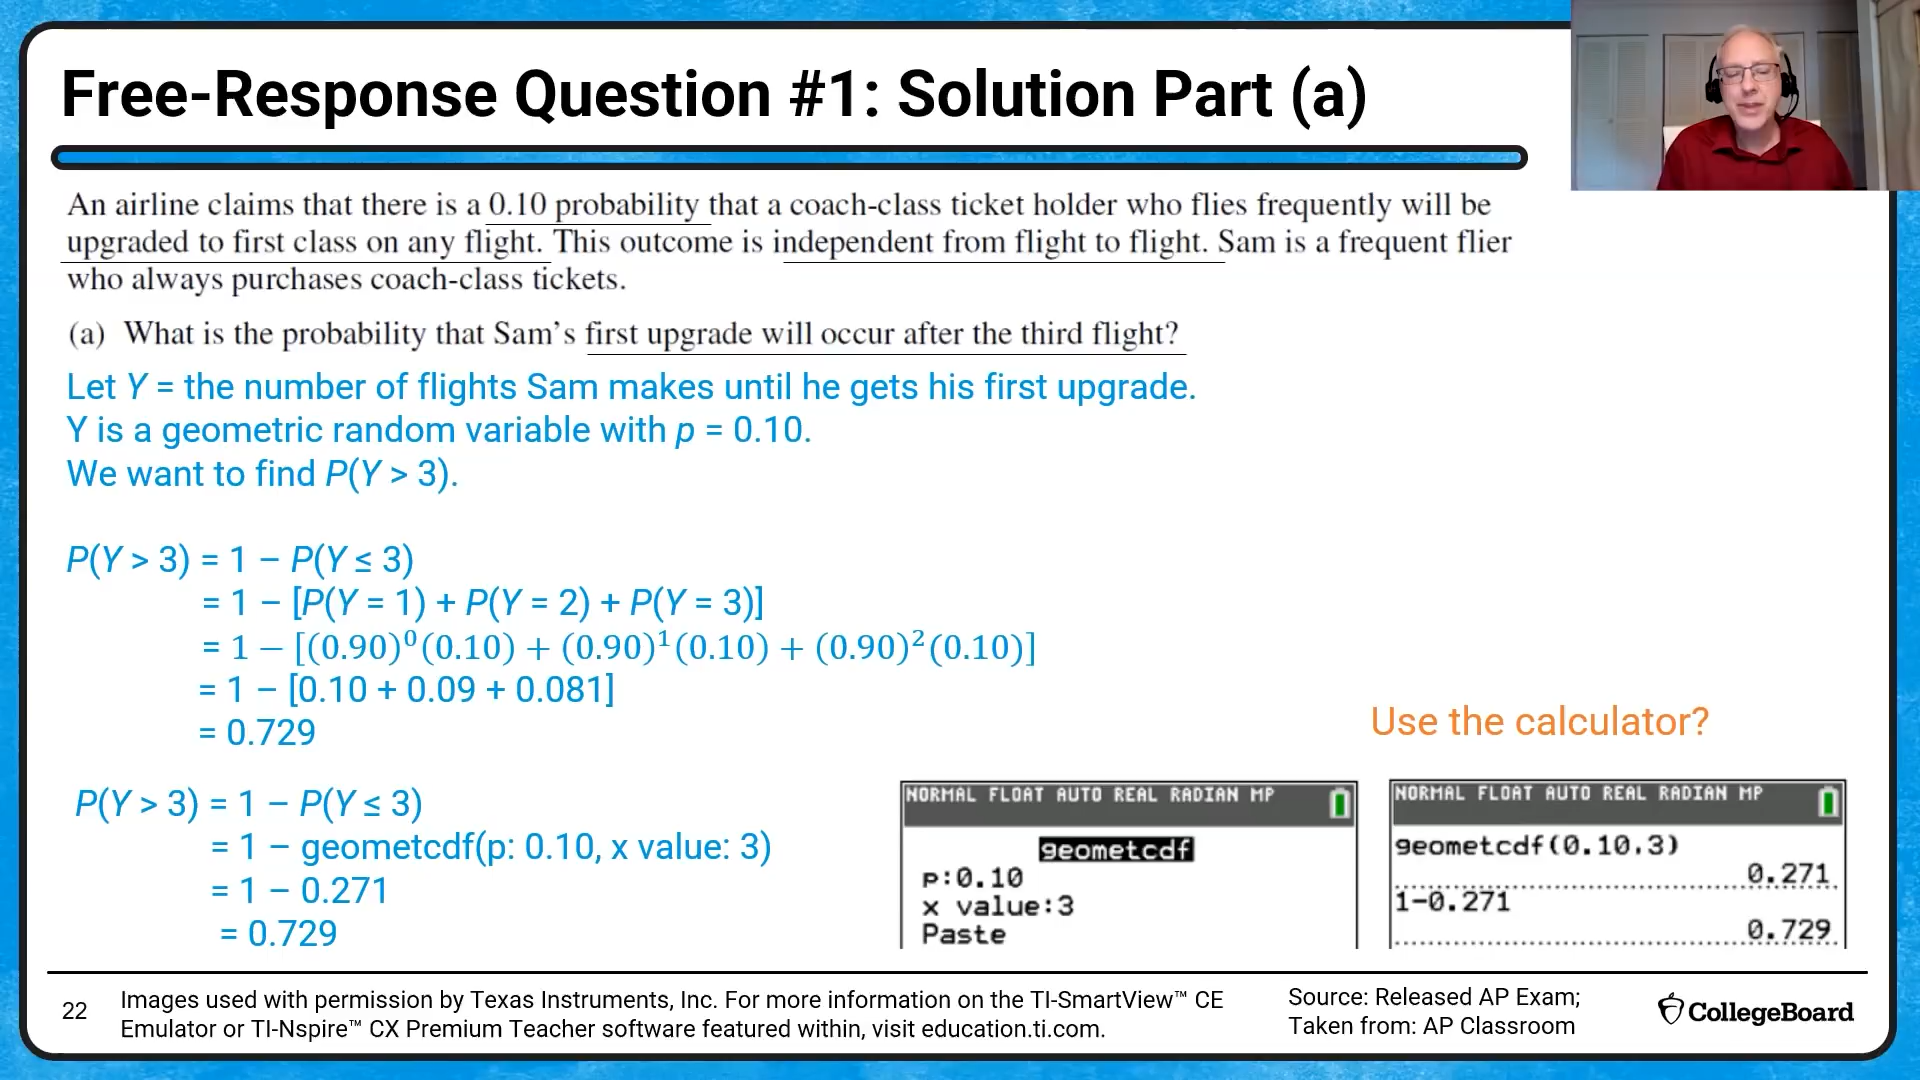 Free-Response Question #1: Solution Part (a)
An airline claims that there is a 0.10 probability that a coach-class ticket holder who flies frequently will be
upgraded to first class on any flight. This outcome is independent from flight to flight. Sam is a frequent flier
who always purchases coach-class tickets.
(a) What is the probability that Sam's first upgrade will occur after the third flight?
Let Y = the number of flights Sam makes until he gets his first upgrade.
Y is a geometric random variable with p = 0.10.
We want to find P(Y > 3).
P(Y > 3) = 1 – P(Y ≤ 3)
= 1 – [P(Y = 1) + P(Y = 2) + P(Y = 3)]
= 1 − [(0.90)⁰(0.10) + (0.90)¹(0.10) + (0.90)²(0.10)]
= 1 – [0.10 + 0.09 + 0.081]
= 0.729
Use the calculator?
P(Y > 3) = 1 – P(Y ≤ 3)
= 1 – geometcdf(p: 0.10, x value: 3)
= 1 – 0.271
= 0.729
NORMAL FLOAT AUTO REAL RADIAN MP
geometcdf
p:0.10
x value:3
Paste
NORMAL FLOAT AUTO REAL RADIAN MP
geometcdf(0.10,3)
0.271
1-0.271
0.729
22
Images used with permission by Texas Instruments, Inc. For more information on the TI-SmartView™ CE
Emulator or TI-Nspire™ CX Premium Teacher software featured within, visit education.ti.com.
Source: Released AP Exam;
Taken from: AP Classroom
CollegeBoard